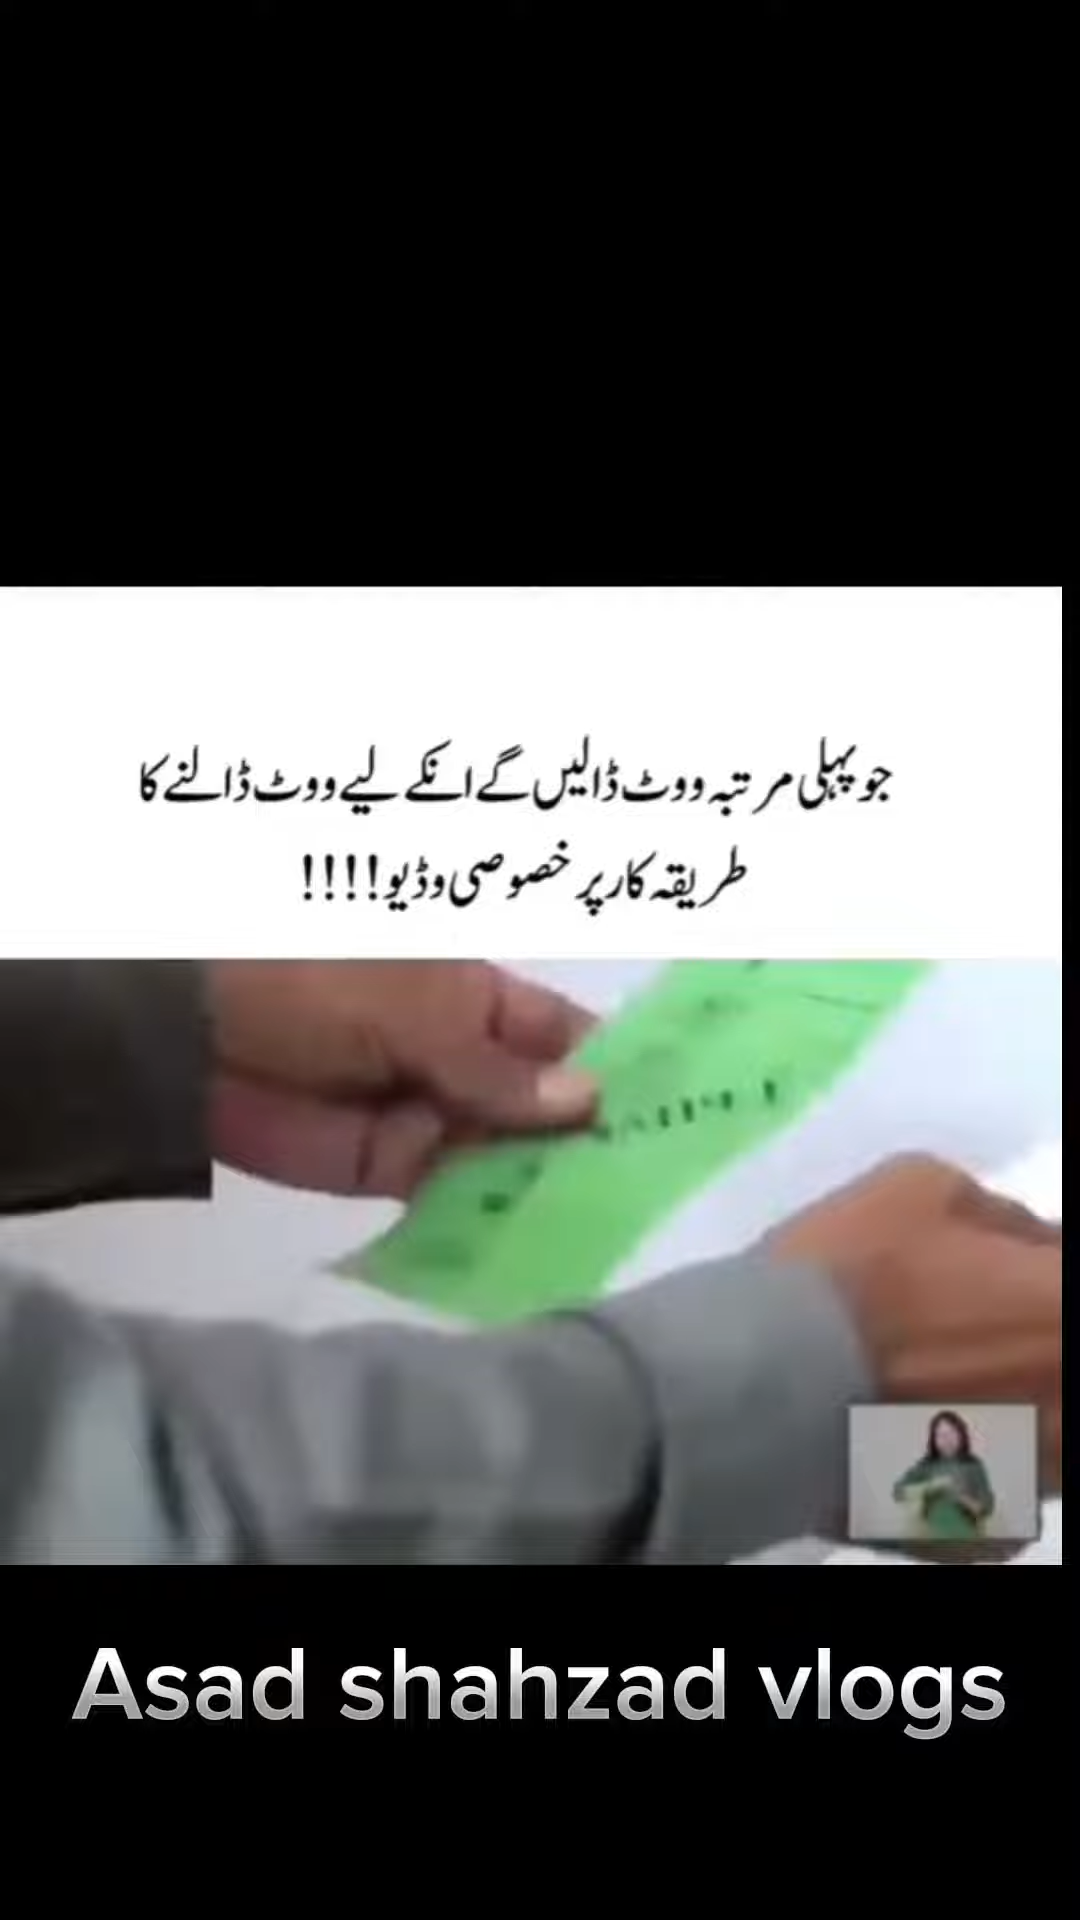 جو پہلی مرتبہ ووٹ ڈالیں گے انکے لیے ووٹ ڈالنے کا
طریقہ کار پر خصوصی وڈیو!!!!
Asad shahzad vlogs